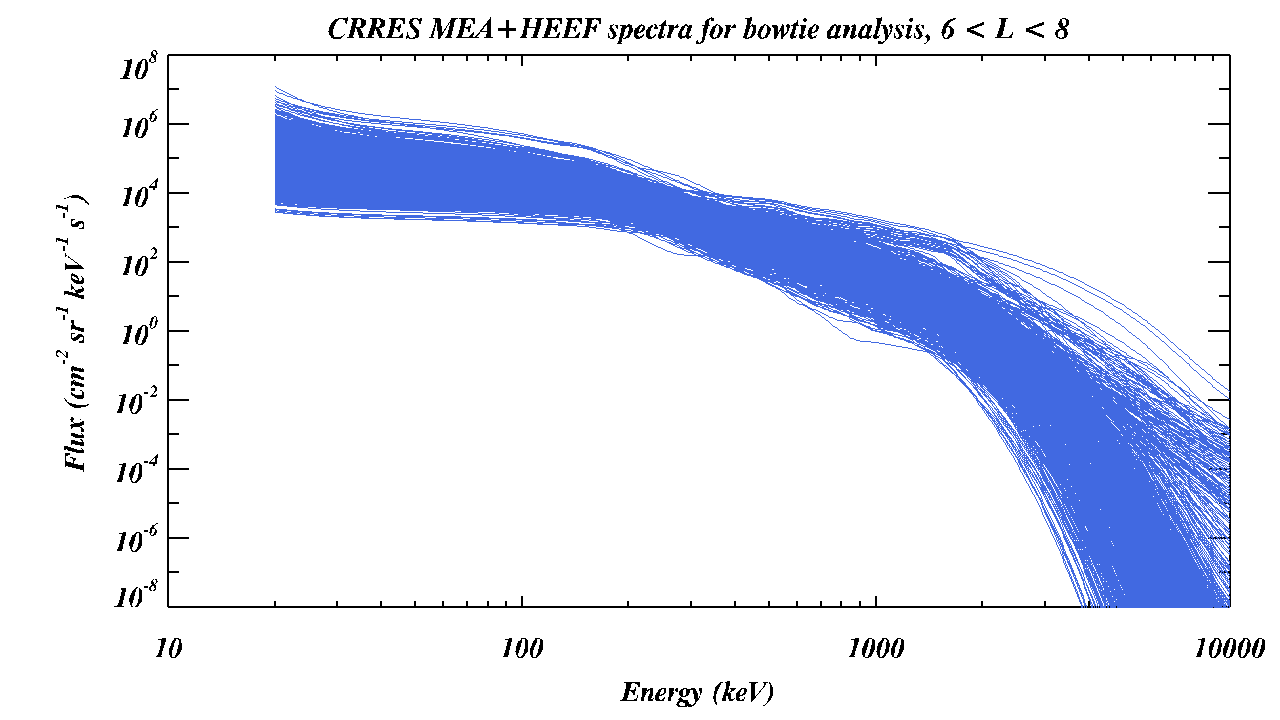 CRRES MEA+HEEF spectra for bowtie analysis, 6 < L < 8
10^8
10^6
10^4
10^2
10^0
10^-2
10^-4
10^-6
10^-8
Flux (cm^-2 sr^-1 keV^-1 s^-1)
10 100 1000 10000
Energy (keV)